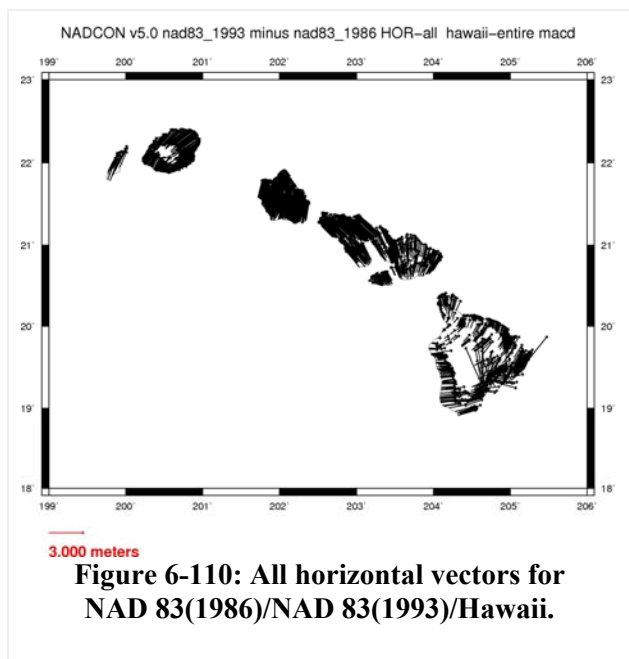 NADCON v5.0 nad83_1993 minus nad83_1986 HOR-all hawaii-entire macd
199° 200° 201° 202° 203° 204° 205° 206°
23° 23°
22° 22°
21° 21°
20° 20°
19° 19°
18° 18°
199° 200° 201° 202° 203° 204° 205° 206°
3.000 meters
Figure 6-110: All horizontal vectors for
NAD 83(1986)/NAD 83(1993)/Hawaii.